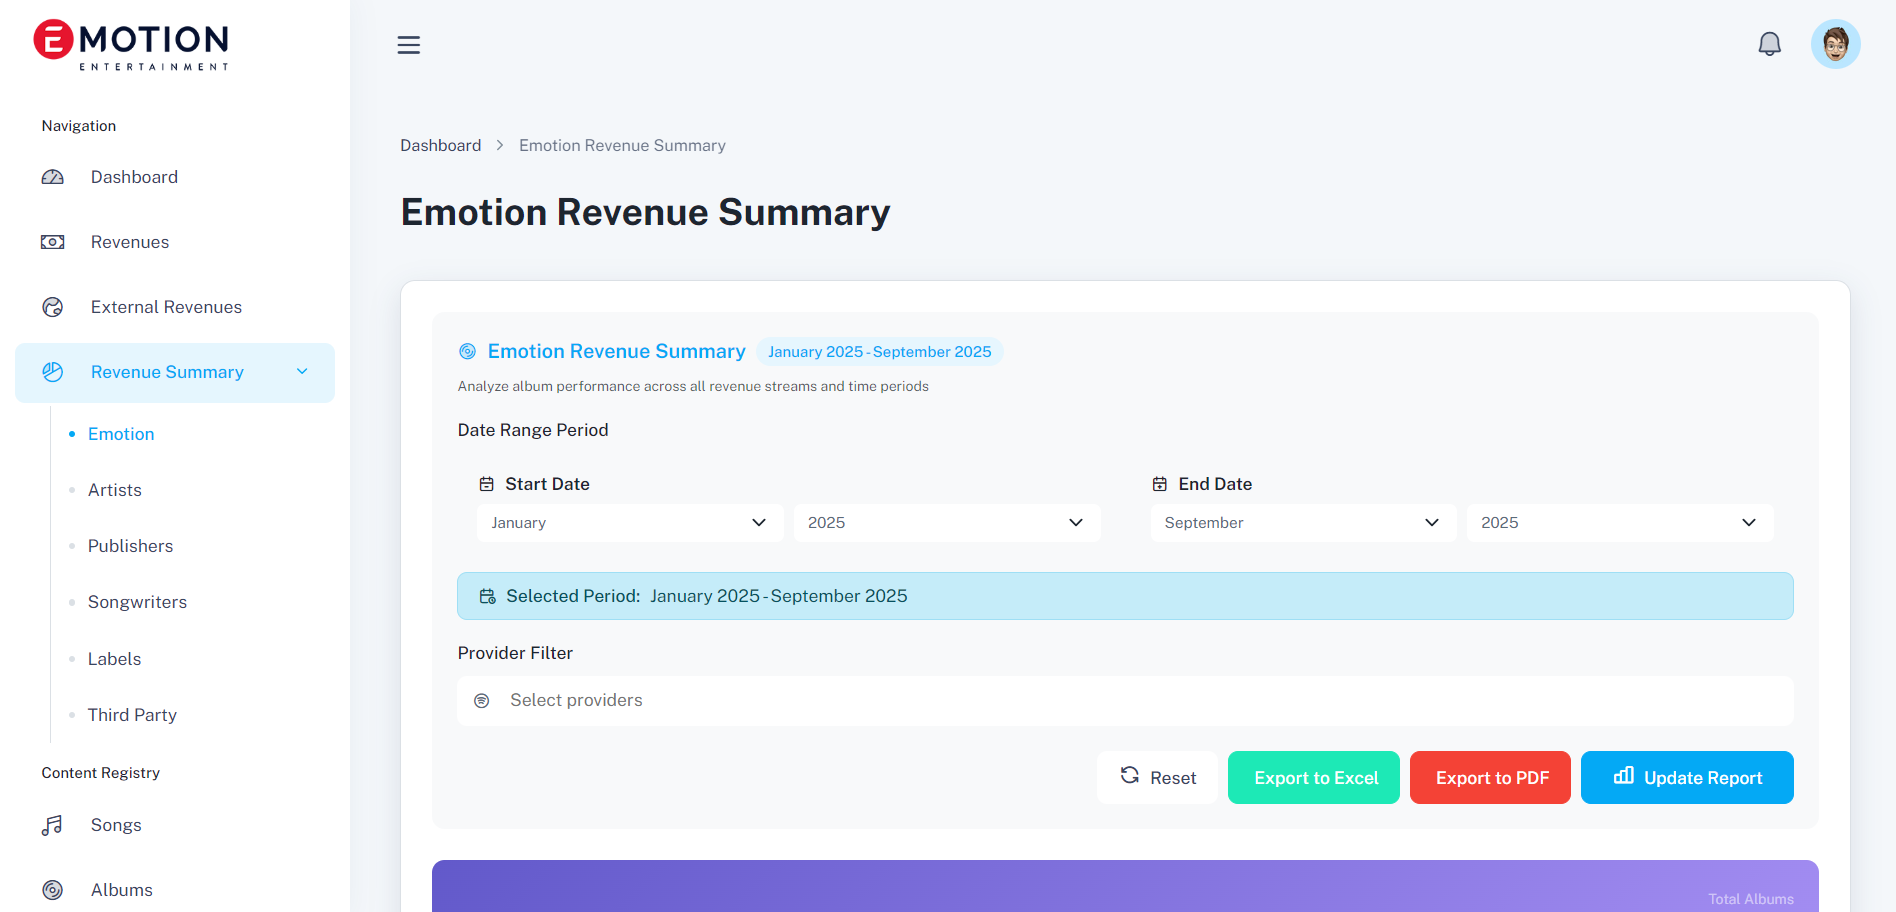 EMOTION
ENTERTAINMENT
Navigation
Dashboard
Revenues
External Revenues
Revenue Summary
Emotion
Artists
Publishers
Songwriters
Labels
Third Party
Content Registry
Songs
Albums
Dashboard > Emotion Revenue Summary
Emotion Revenue Summary
Emotion Revenue Summary January 2025 - September 2025
Analyze album performance across all revenue streams and time periods
Date Range Period
Start Date
January 2025
End Date
September 2025
Selected Period: January 2025 - September 2025
Provider Filter
Select providers
Reset Export to Excel Export to PDF Update Report
Total Albums